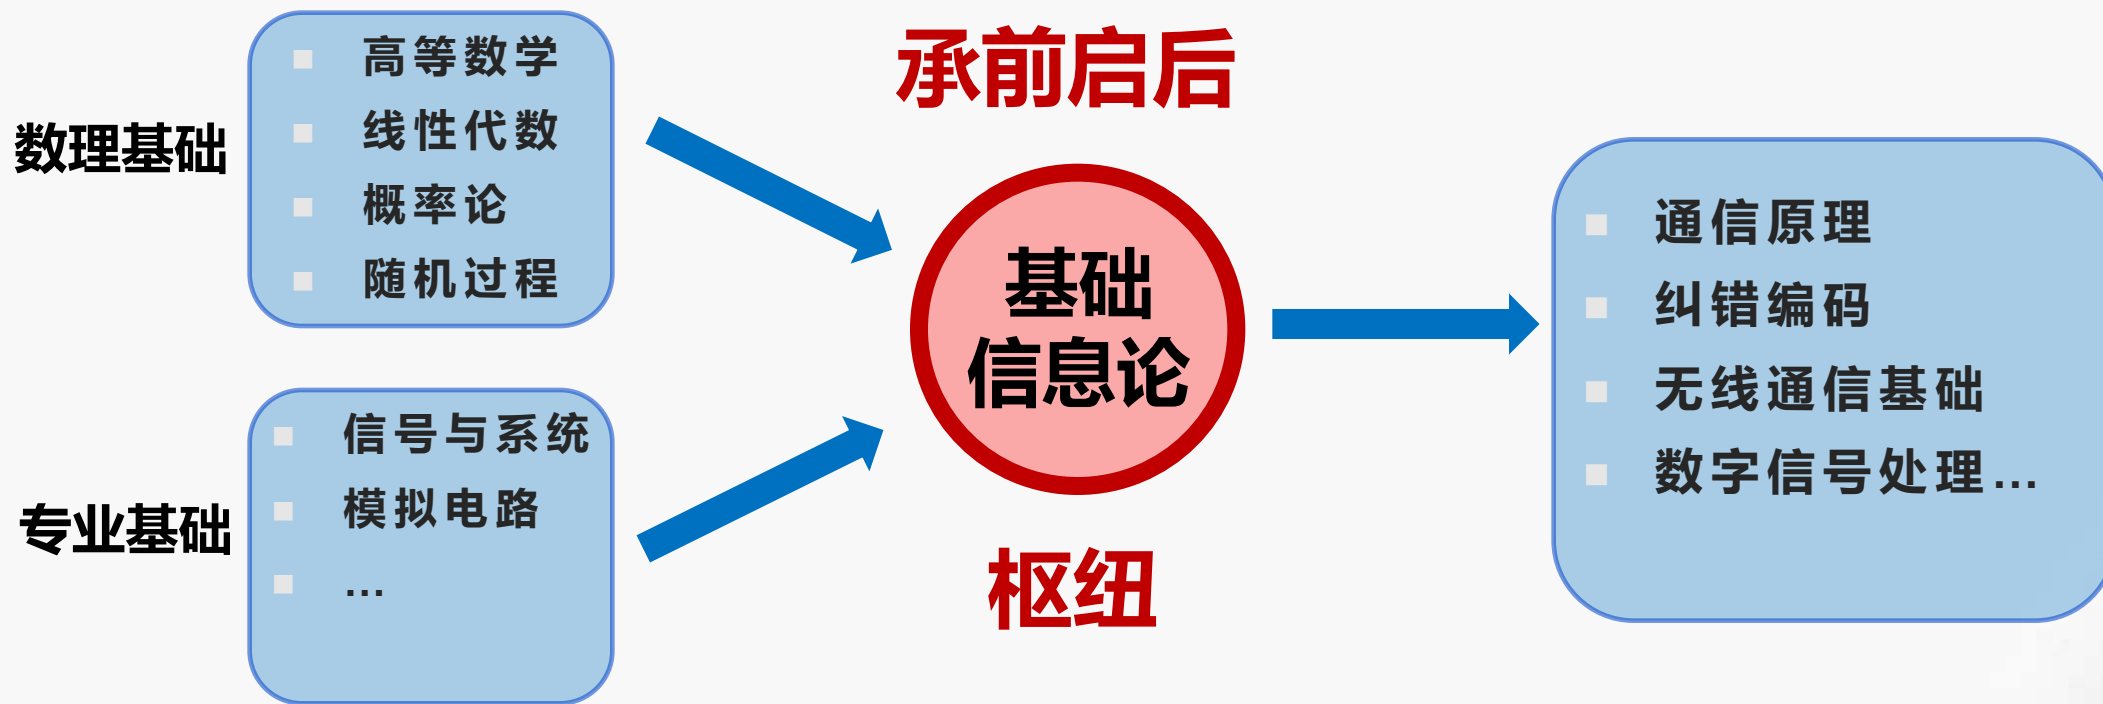 数理基础
高等数学
线性代数
概率论
随机过程
专业基础
信号与系统
模拟电路
...
承前启后
基础
信息论
枢纽
通信原理
纠错编码
无线通信基础
数字信号处理...